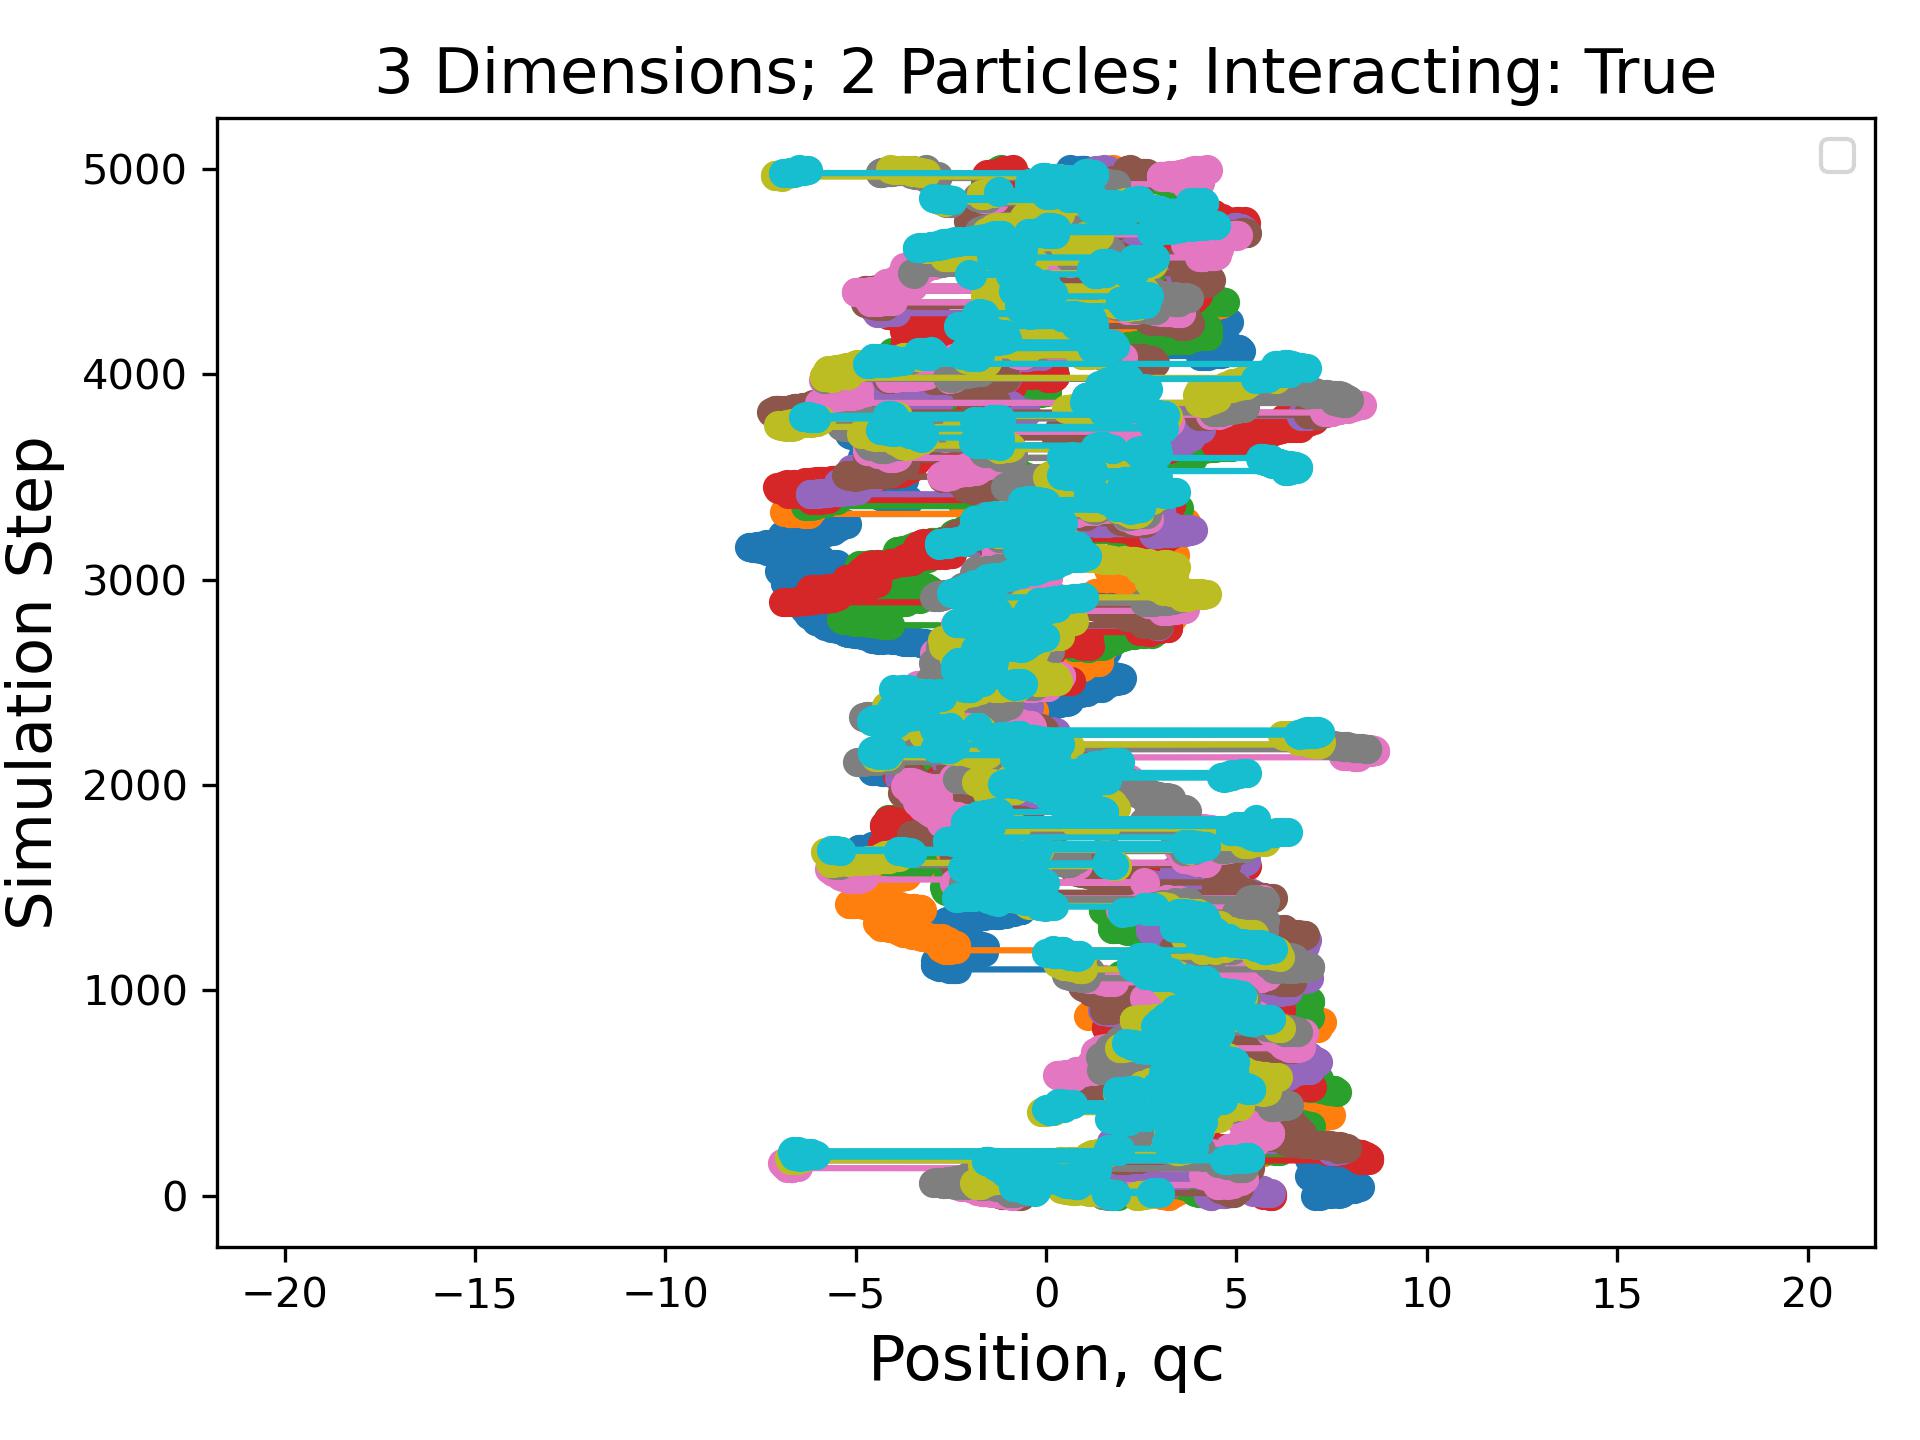 3 Dimensions; 2 Particles; Interacting: True
Simulation Step
5000
4000
3000
2000
1000
0
−20 −15 −10 −5 0 5 10 15 20
Position, qc